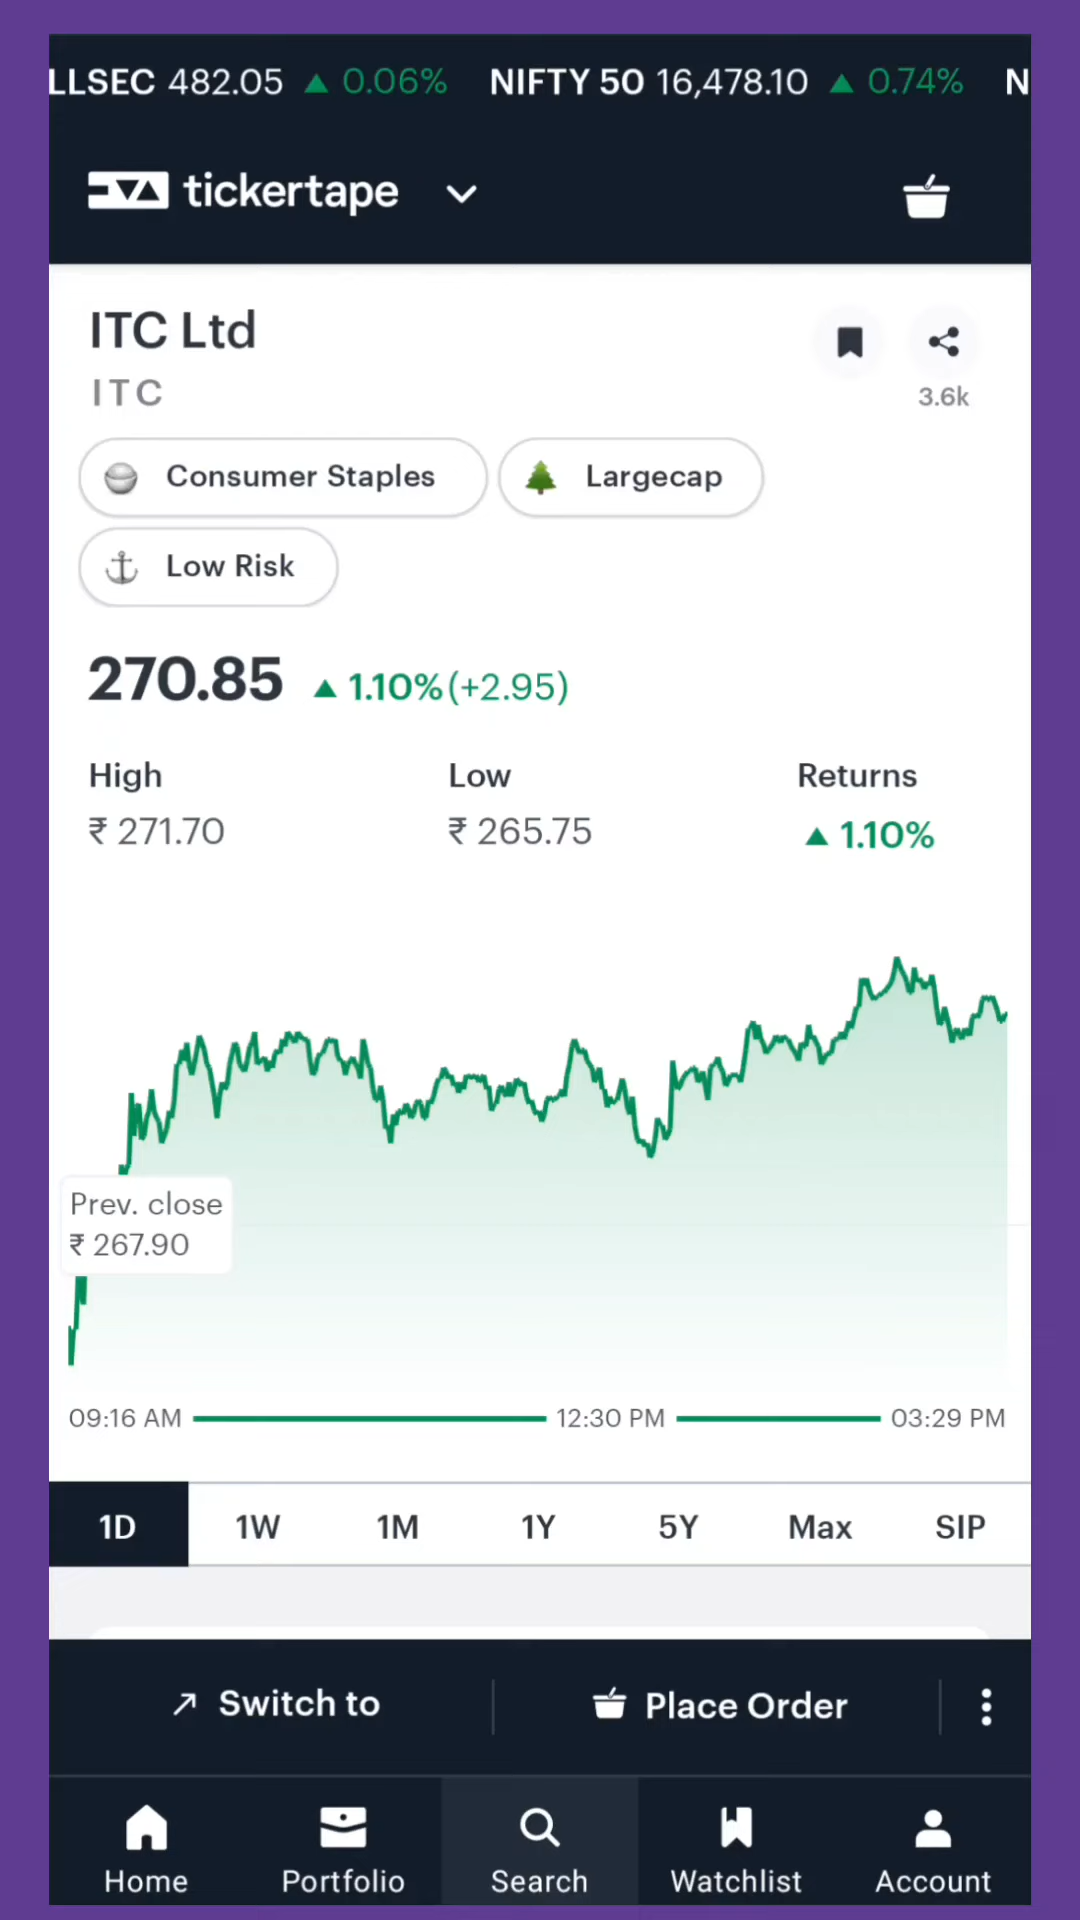 LLSEC 482.05 ▲ 0.06% NIFTY 50 16,478.10 ▲ 0.74% N
tickertape
ITC Ltd
ITC
3.6k
Consumer Staples Largecap
Low Risk
270.85 ▲ 1.10% (+2.95)
High Low Returns
₹ 271.70 ₹ 265.75 ▲ 1.10%
Prev. close
₹ 267.90
09:16 AM 12:30 PM 03:29 PM
1D 1W 1M 1Y 5Y Max SIP
Switch to Place Order
Home Portfolio Search Watchlist Account